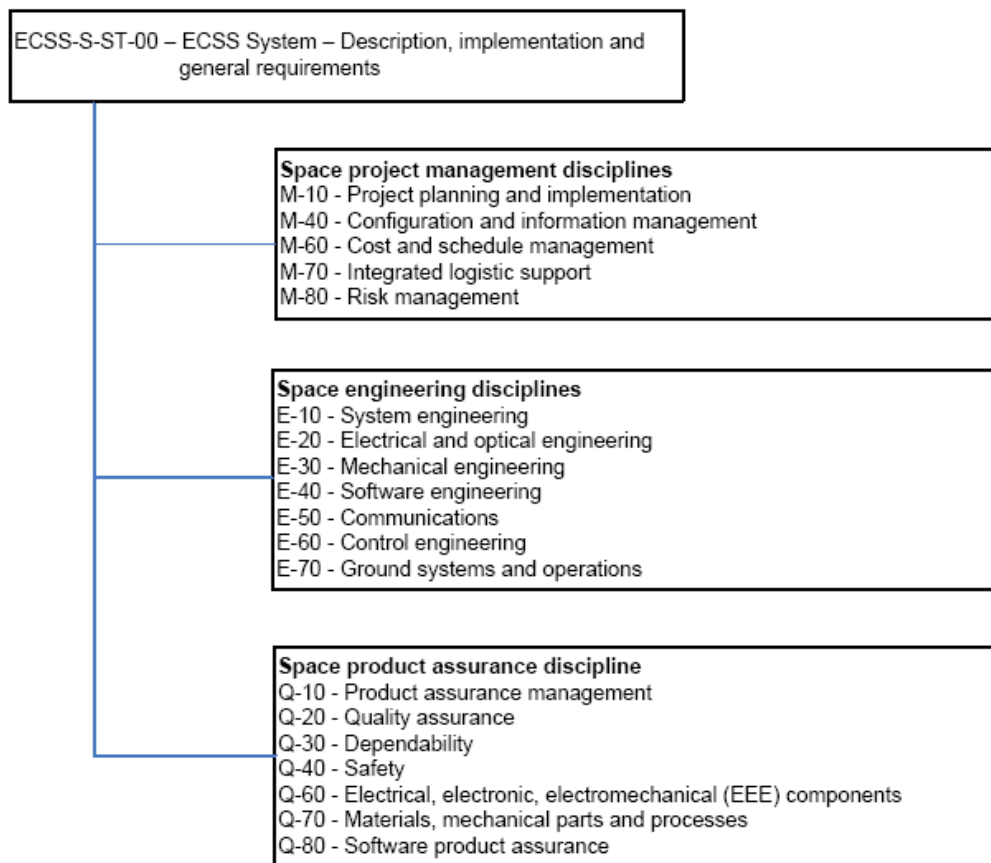 ECSS-S-ST-00 – ECSS System – Description, implementation and
general requirements
Space project management disciplines
M-10 - Project planning and implementation
M-40 - Configuration and information management
M-60 - Cost and schedule management
M-70 - Integrated logistic support
M-80 - Risk management
Space engineering disciplines
E-10 - System engineering
E-20 - Electrical and optical engineering
E-30 - Mechanical engineering
E-40 - Software engineering
E-50 - Communications
E-60 - Control engineering
E-70 - Ground systems and operations
Space product assurance discipline
Q-10 - Product assurance management
Q-20 - Quality assurance
Q-30 - Dependability
Q-40 - Safety
Q-60 - Electrical, electronic, electromechanical (EEE) components
Q-70 - Materials, mechanical parts and processes
Q-80 - Software product assurance